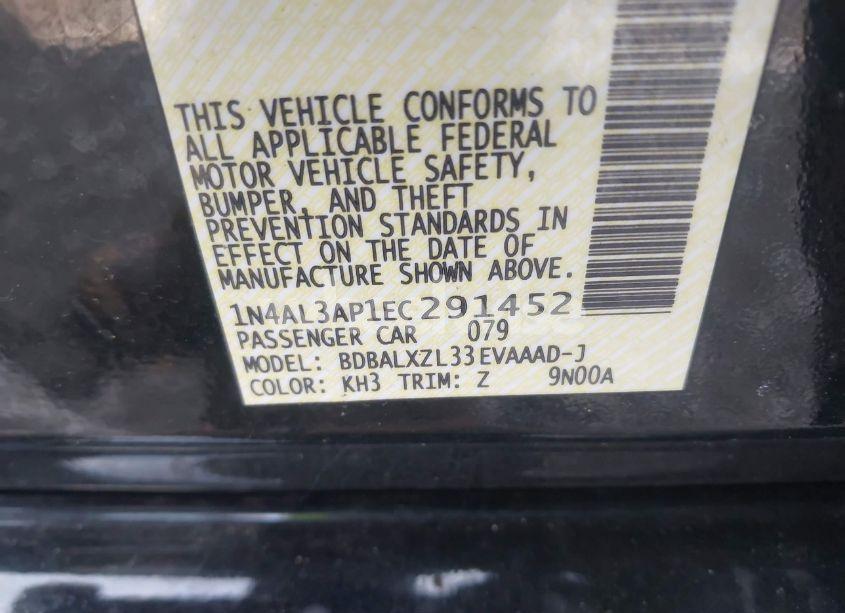 THIS VEHICLE CONFORMS TO
ALL APPLICABLE FEDERAL
MOTOR VEHICLE SAFETY,
BUMPER, AND THEFT
PREVENTION STANDARDS IN
EFFECT ON THE DATE OF
MANUFACTURE SHOWN ABOVE.
1N4AL3AP1EC291452
PASSENGER CAR 079
MODEL: BDBALXZL33EVAAAD-J
COLOR: KH3 TRIM: Z 9N00A